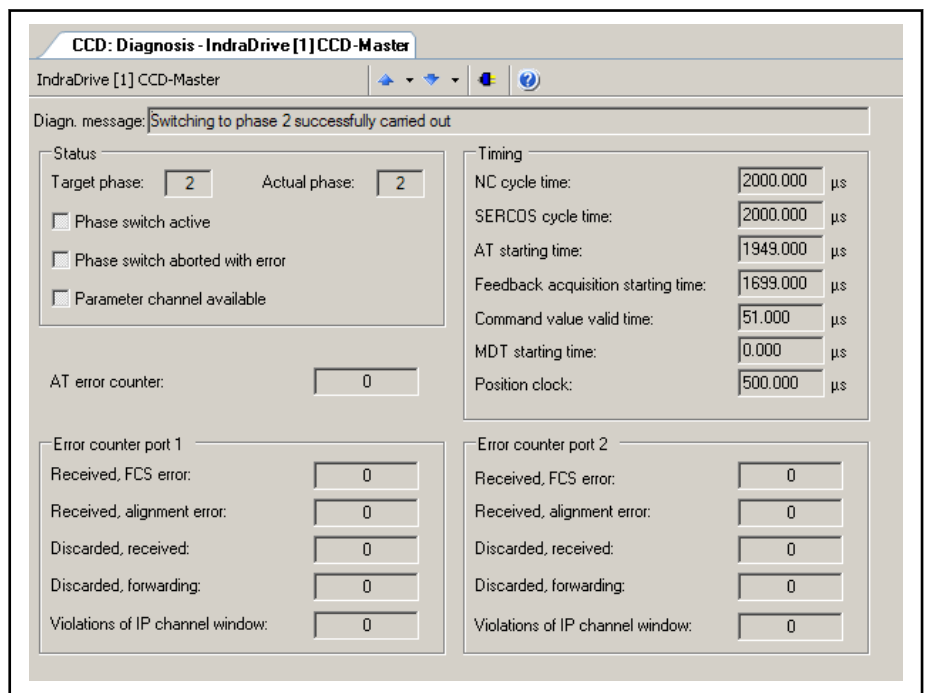 CCD: Diagnosis - IndraDrive [1] CCD-Master
IndraDrive [1] CCD-Master
Diagn. message: Switching to phase 2 successfully carried out
Status
Target phase: 2 Actual phase: 2
Phase switch active
Phase switch aborted with error
Parameter channel available
AT error counter: 0
Timing
NC cycle time: 2000.000 µs
SERCOS cycle time: 2000.000 µs
AT starting time: 1949.000 µs
Feedback acquisition starting time: 1699.000 µs
Command value valid time: 51.000 µs
MDT starting time: 0.000 µs
Position clock: 500.000 µs
Error counter port 1
Received, FCS error: 0
Received, alignment error: 0
Discarded, received: 0
Discarded, forwarding: 0
Violations of IP channel window: 0
Error counter port 2
Received, FCS error: 0
Received, alignment error: 0
Discarded, received: 0
Discarded, forwarding: 0
Violations of IP channel window: 0